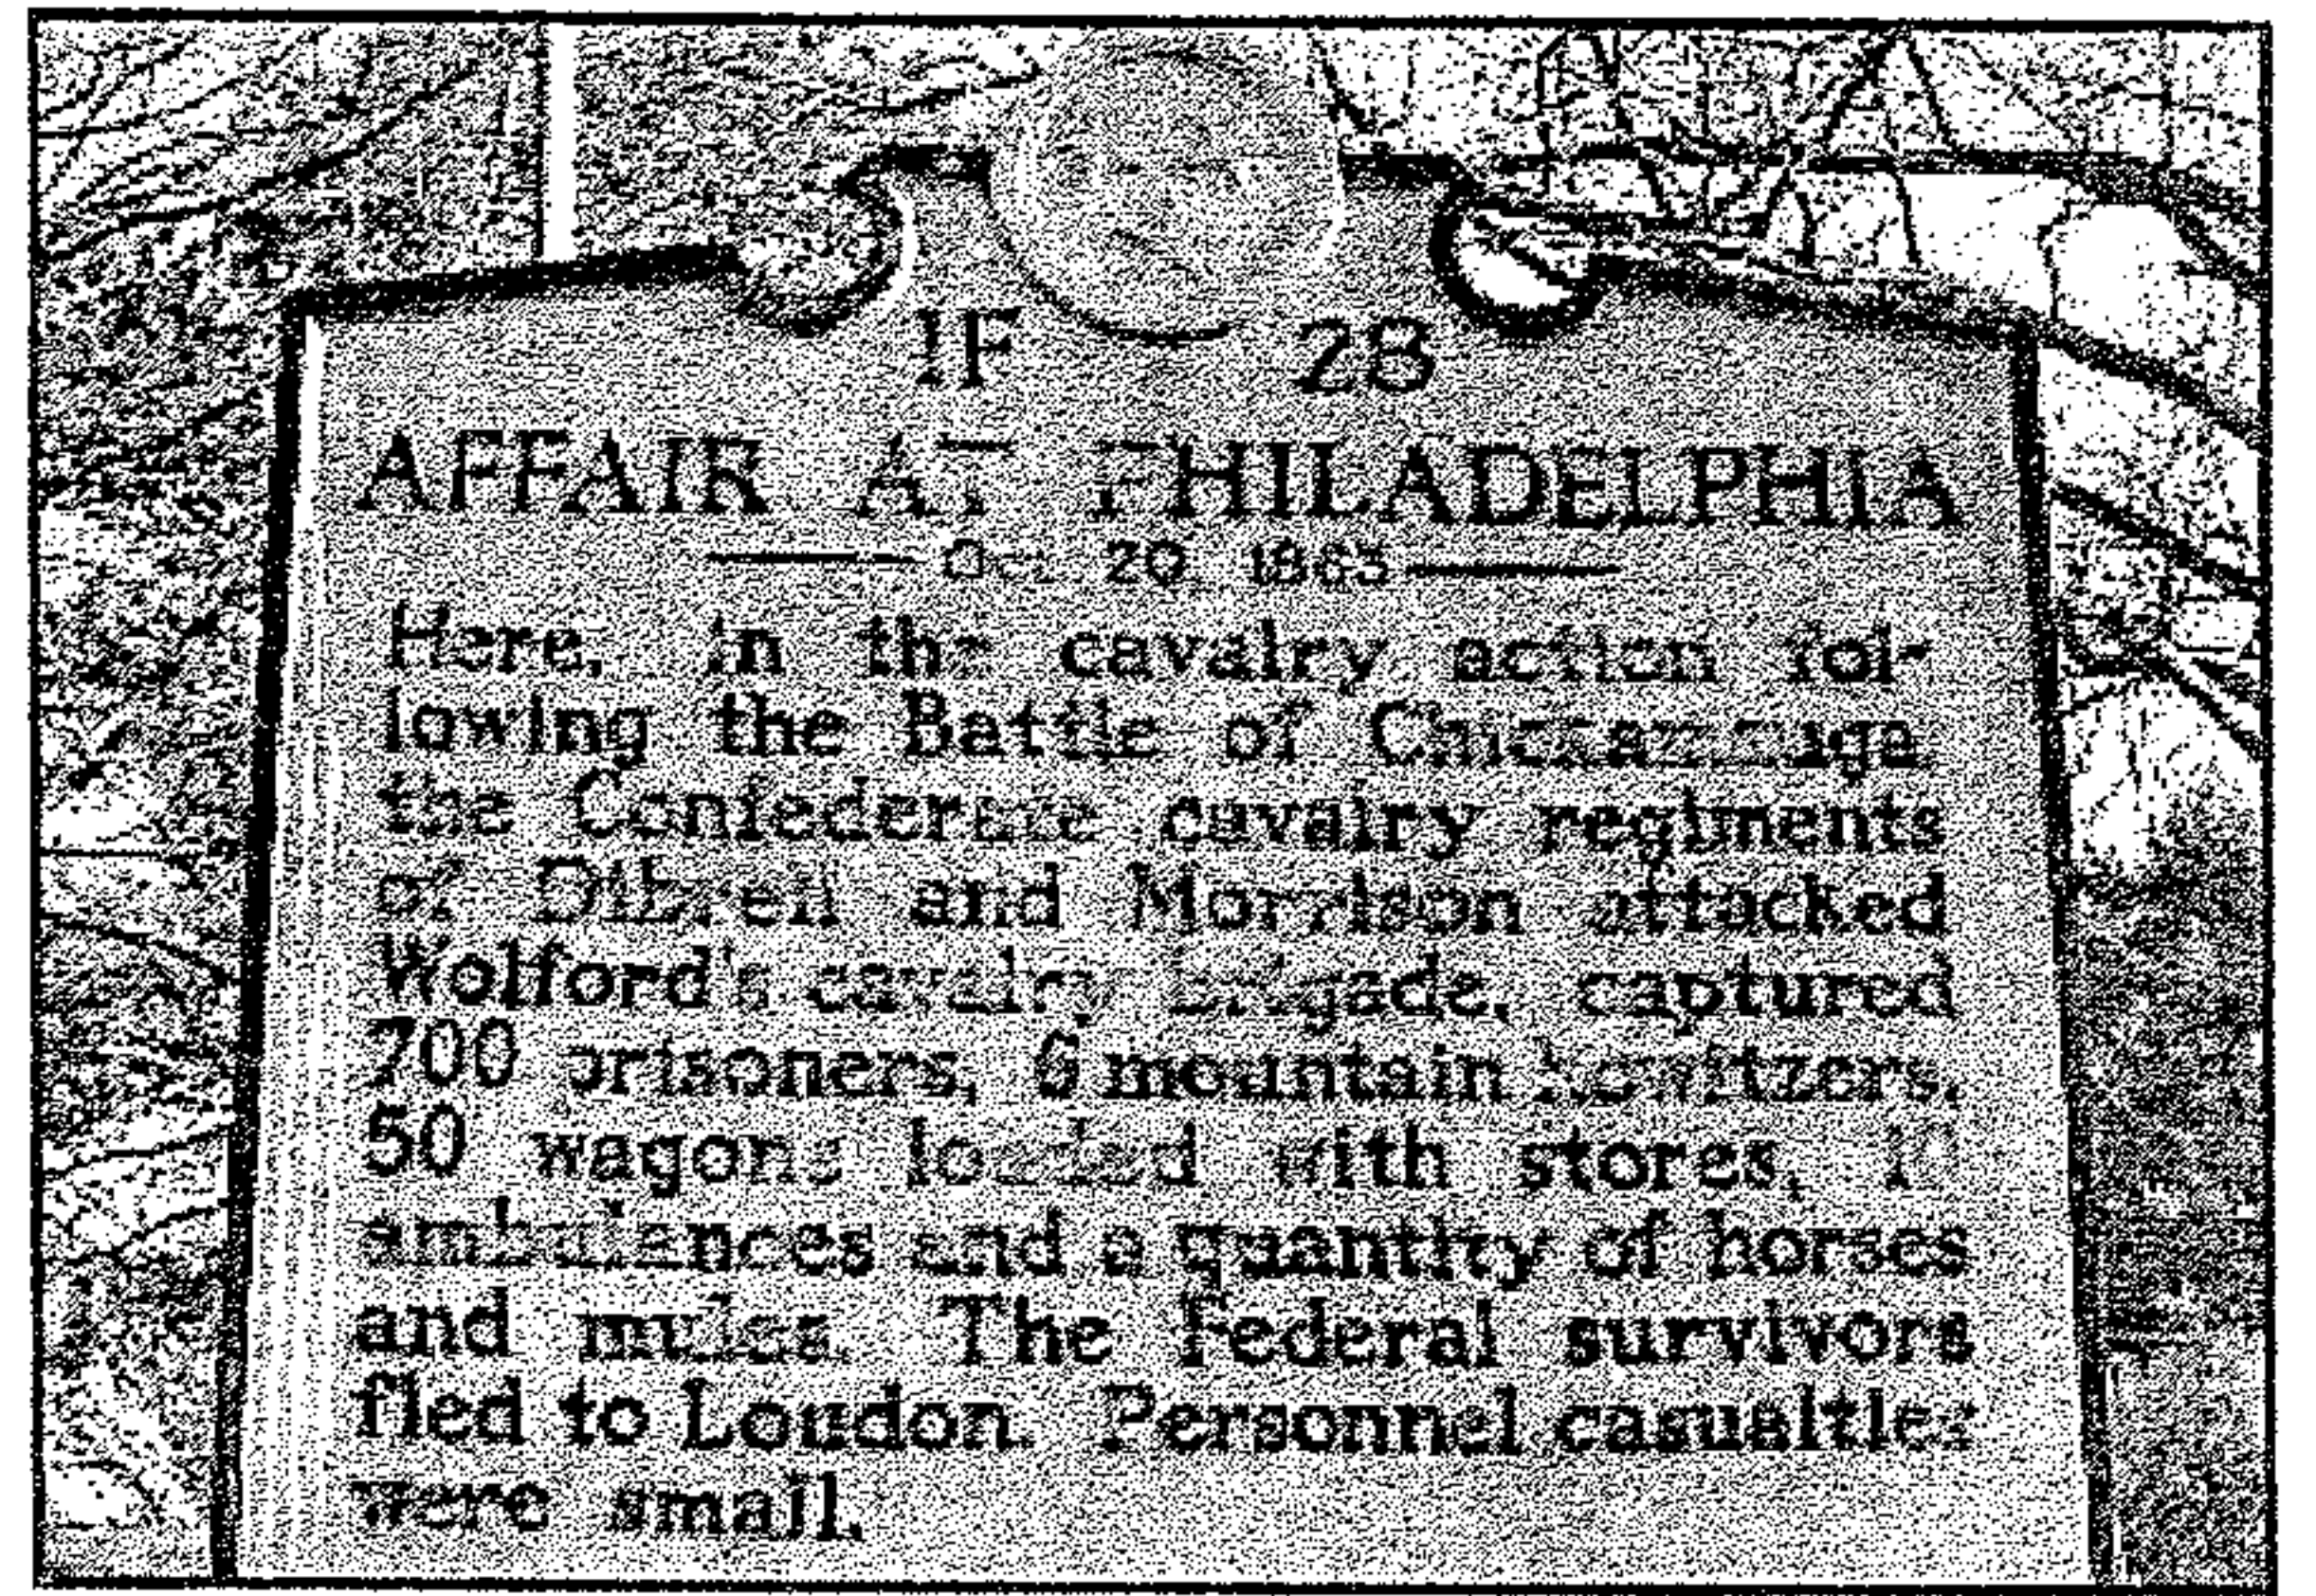 1F 28
AFFAIR AT PHILADELPHIA
Oct 20 1863
Here, in the cavalry action fol-
lowing the Battle of Chickamauga
the Confederate cavalry regiments
of Dibrell and Morrison attacked
Wolford's cavalry brigade, captured
700 prisoners, 6 mountain howitzers,
50 wagons loaded with stores, 10
ambulances and a quantity of horses
and mules. The Federal survivors
fled to Loudon. Personnel casualties
were small.